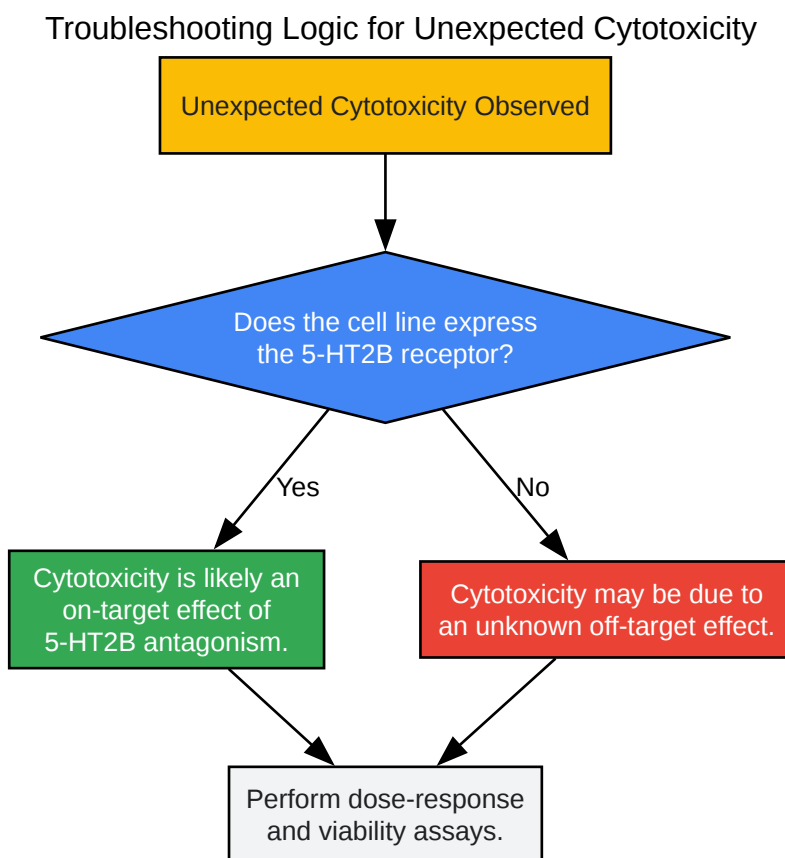 Troubleshooting Logic for Unexpected Cytotoxicity
Unexpected Cytotoxicity Observed
Does the cell line express
the 5-HT2B receptor?
Yes
No
Cytotoxicity is likely an
on-target effect of
5-HT2B antagonism.
Cytotoxicity may be due to
an unknown off-target effect.
Perform dose-response
and viability assays.